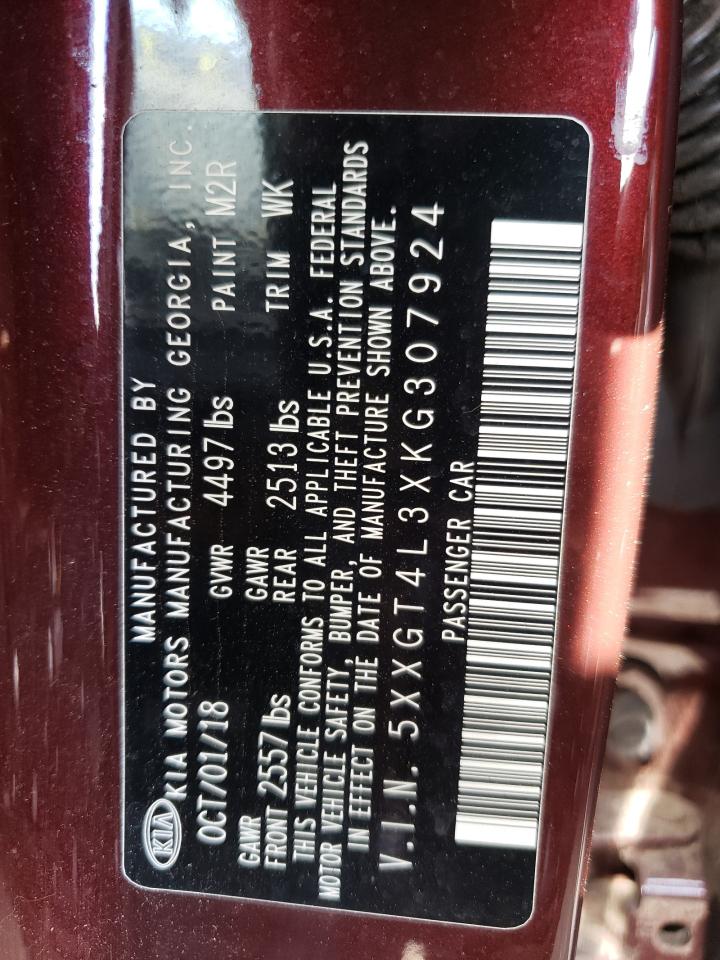 MANUFACTURED BY
KIA KIA MOTORS MANUFACTURING GEORGIA, INC.
OCT/01/18 GVWR 4497 lbs PAINT M2R
GAWR FRONT 2557 lbs GAWR REAR 2513 lbs TRIM WK
THIS VEHICLE CONFORMS TO ALL APPLICABLE U.S.A. FEDERAL
MOTOR VEHICLE SAFETY, BUMPER, AND THEFT PREVENTION STANDARDS
IN EFFECT ON THE DATE OF MANUFACTURE SHOWN ABOVE.
V.I.N. 5XXGT4L3XKG307924
PASSENGER CAR